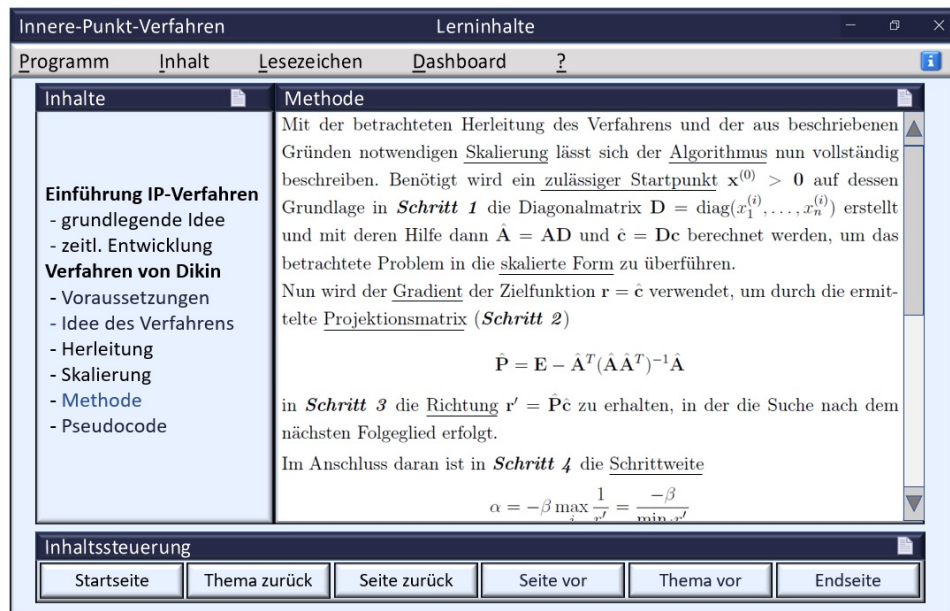 Innere-Punkt-Verfahren Lerninhalte
Programm Inhalt Lesezeichen Dashboard ?
Inhalte
Einführung IP-Verfahren
- grundlegende Idee
- zeitl. Entwicklung
Verfahren von Dikin
- Voraussetzungen
- Idee des Verfahrens
- Herleitung
- Skalierung
- Methode
- Pseudocode
Methode
Mit der betrachteten Herleitung des Verfahrens und der aus beschriebenen
Gründen notwendigen Skalierung lässt sich der Algorithmus nun vollständig
beschreiben. Benötigt wird ein zulässiger Startpunkt x⁽⁰⁾ > 0 auf dessen
Grundlage in Schritt 1 die Diagonalmatrix D = diag(x₁⁽ⁱ⁾, . . . , xₙ⁽ⁱ⁾) erstellt
und mit deren Hilfe dann Â = AD und ĉ = Dc berechnet werden, um das
betrachtete Problem in die skalierte Form zu überführen.
Nun wird der Gradient der Zielfunktion r = ĉ verwendet, um durch die ermit-
telte Projektionsmatrix (Schritt 2)
P̂ = E − Âᵀ(ÂÂᵀ)⁻¹Â
in Schritt 3 die Richtung r′ = P̂ĉ zu erhalten, in der die Suche nach dem
nächsten Folgeglied erfolgt.
Im Anschluss daran ist in Schritt 4 die Schrittweite
α = −β max 1/r′ = −β/min r′
Inhaltssteuerung
Startseite Thema zurück Seite zurück Seite vor Thema vor Endseite